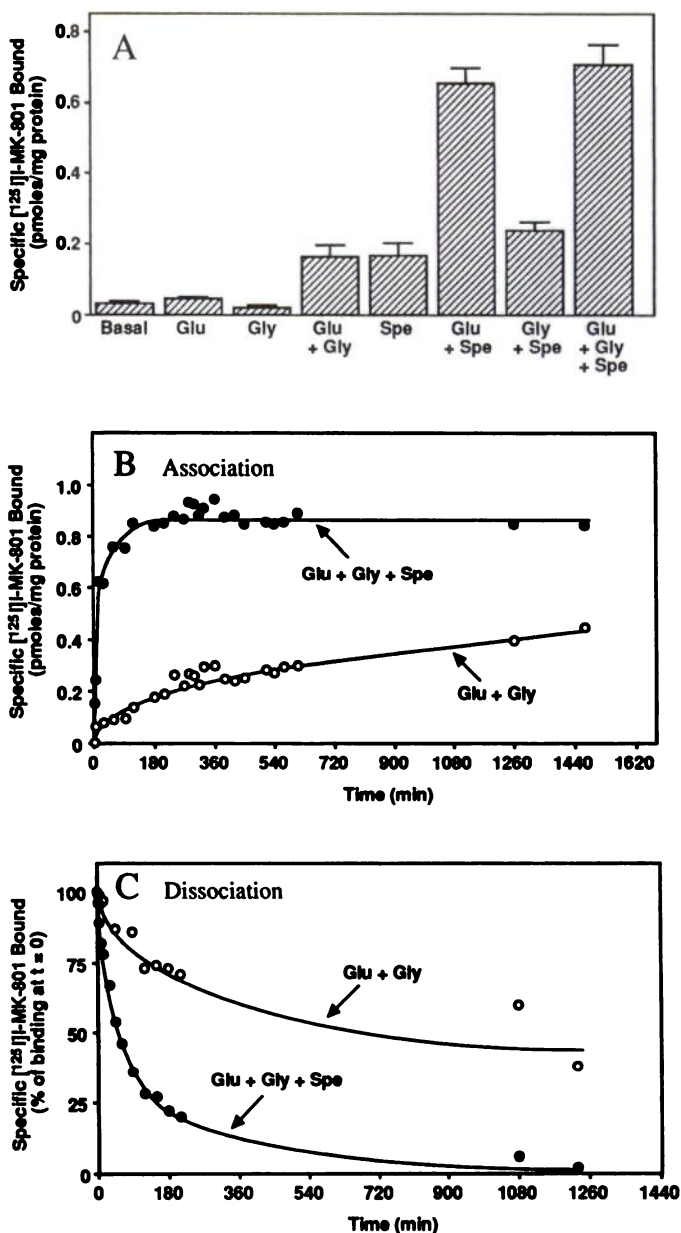 A
Specific [¹²⁵I]I-MK-801 Bound
(pmoles/mg protein)
0.8
0.6
0.4
0.2
0
Basal
Glu
Gly
Glu
+ Gly
Spe
Glu
+ Spe
Gly
+ Spe
Glu
+ Gly
+ Spe
B Association
Specific [¹²⁵I]I-MK-801 Bound
(pmoles/mg protein)
1.0
0.8
0.6
0.4
0.2
0
Glu + Gly + Spe
Glu + Gly
0 180 360 540 720 900 1080 1260 1440 1620
Time (min)
C Dissociation
Specific [¹²⁵I]I-MK-801 Bound
(% of binding at t = 0)
100
75
50
25
0
Glu + Gly
Glu + Gly + Spe
0 180 360 540 720 900 1080 1260 1440
Time (min)